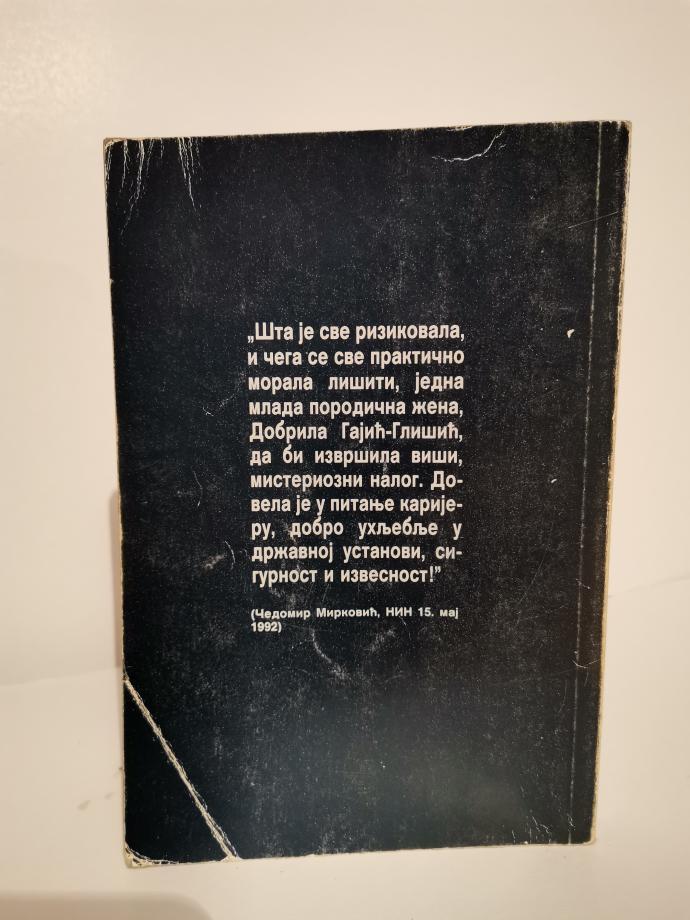 „Шта је све ризиковала,
и чега се све практично
морала лишити, једна
млада породична жена,
Добрила Гајић-Глишић,
да би извршила виши,
мистериозни налог. До-
вела је у питање карије-
ру, добро ухљебље у
државној установи, си-
гурност и извесност!”
(Чедомир Мирковић, НИН 15. мај
1992)